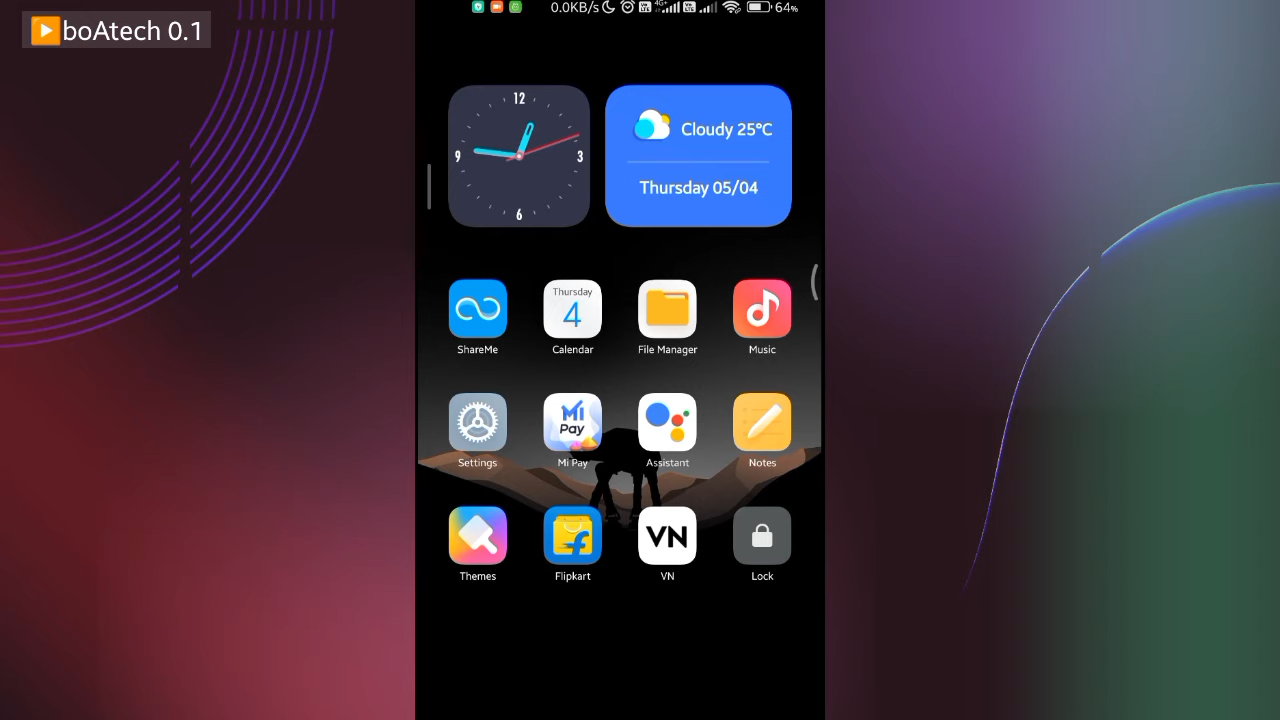 ▶️boAtech 0.1
0.0KB/s 4G+ 64%
12
9 3
6
Cloudy 25°C
Thursday 05/04
Thursday
4
ShareMe Calendar File Manager Music
Mi
Pay
Settings Mi Pay Assistant Notes
VN
Themes Flipkart VN Lock